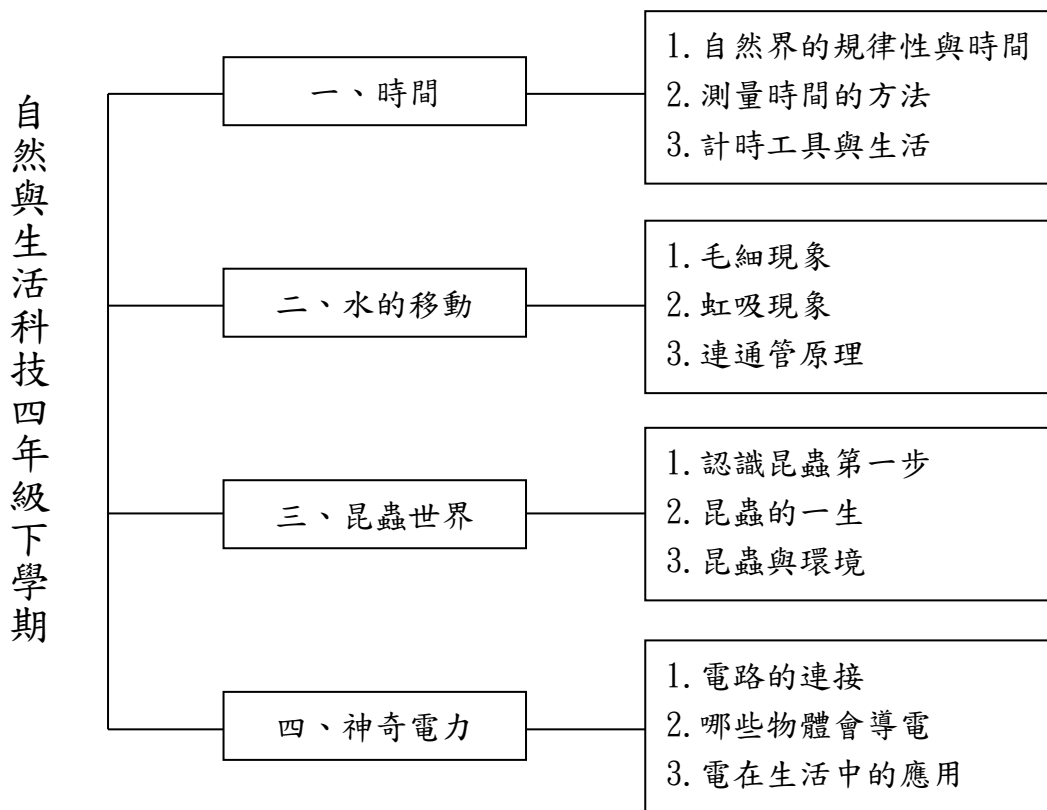 自然與生活科技四年級下學期
一、時間
1.自然界的規律性與時間
2.測量時間的方法
3.計時工具與生活
二、水的移動
1.毛細現象
2.虹吸現象
3.連通管原理
三、昆蟲世界
1.認識昆蟲第一步
2.昆蟲的一生
3.昆蟲與環境
四、神奇電力
1.電路的連接
2.哪些物體會導電
3.電在生活中的應用